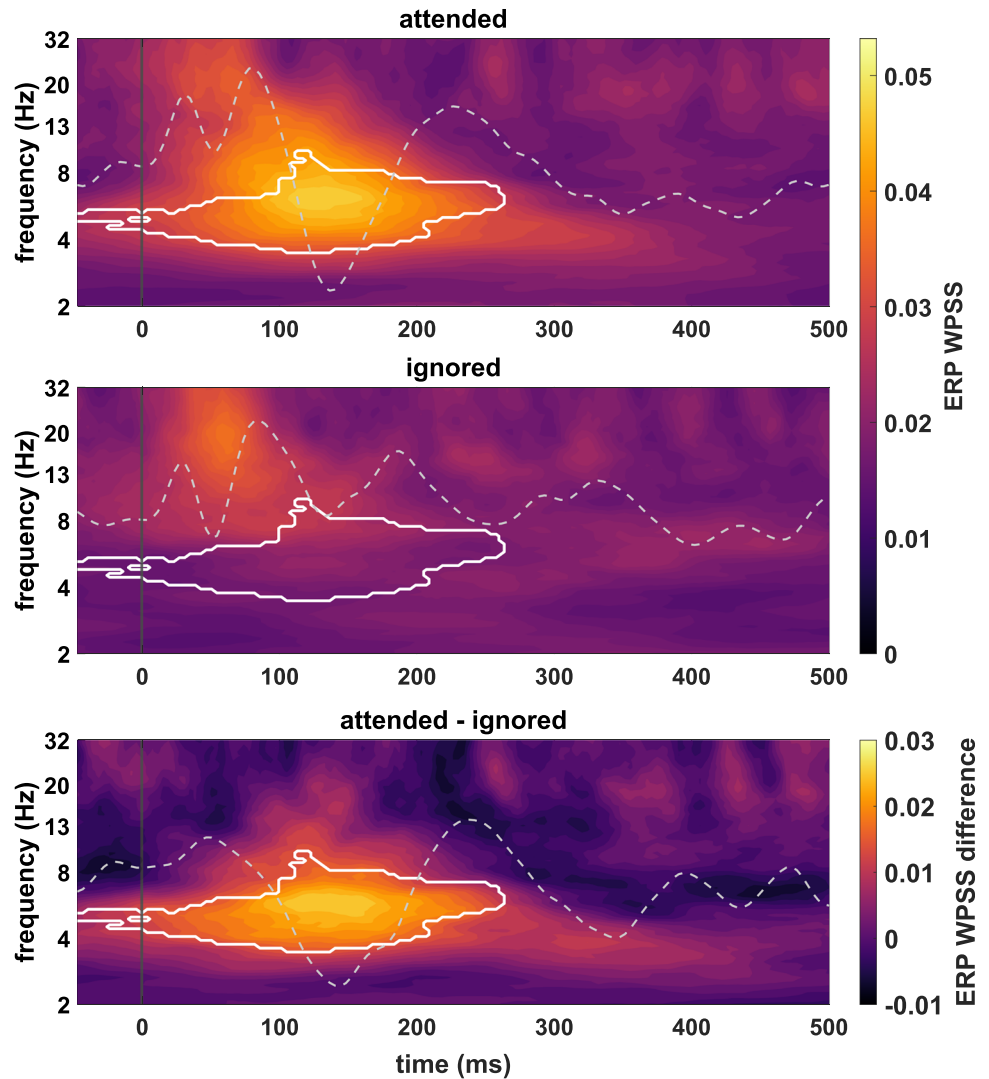 attended
32
20
13
8
4
2
frequency (Hz)
0 100 200 300 400 500
ignored
32
20
13
8
4
2
frequency (Hz)
0 100 200 300 400 500
0.05
0.04
0.03
0.02
0.01
0
ERP WPSS
attended - ignored
32
20
13
8
4
2
frequency (Hz)
0 100 200 300 400 500
time (ms)
0.03
0.02
0.01
0
-0.01
ERP WPSS difference